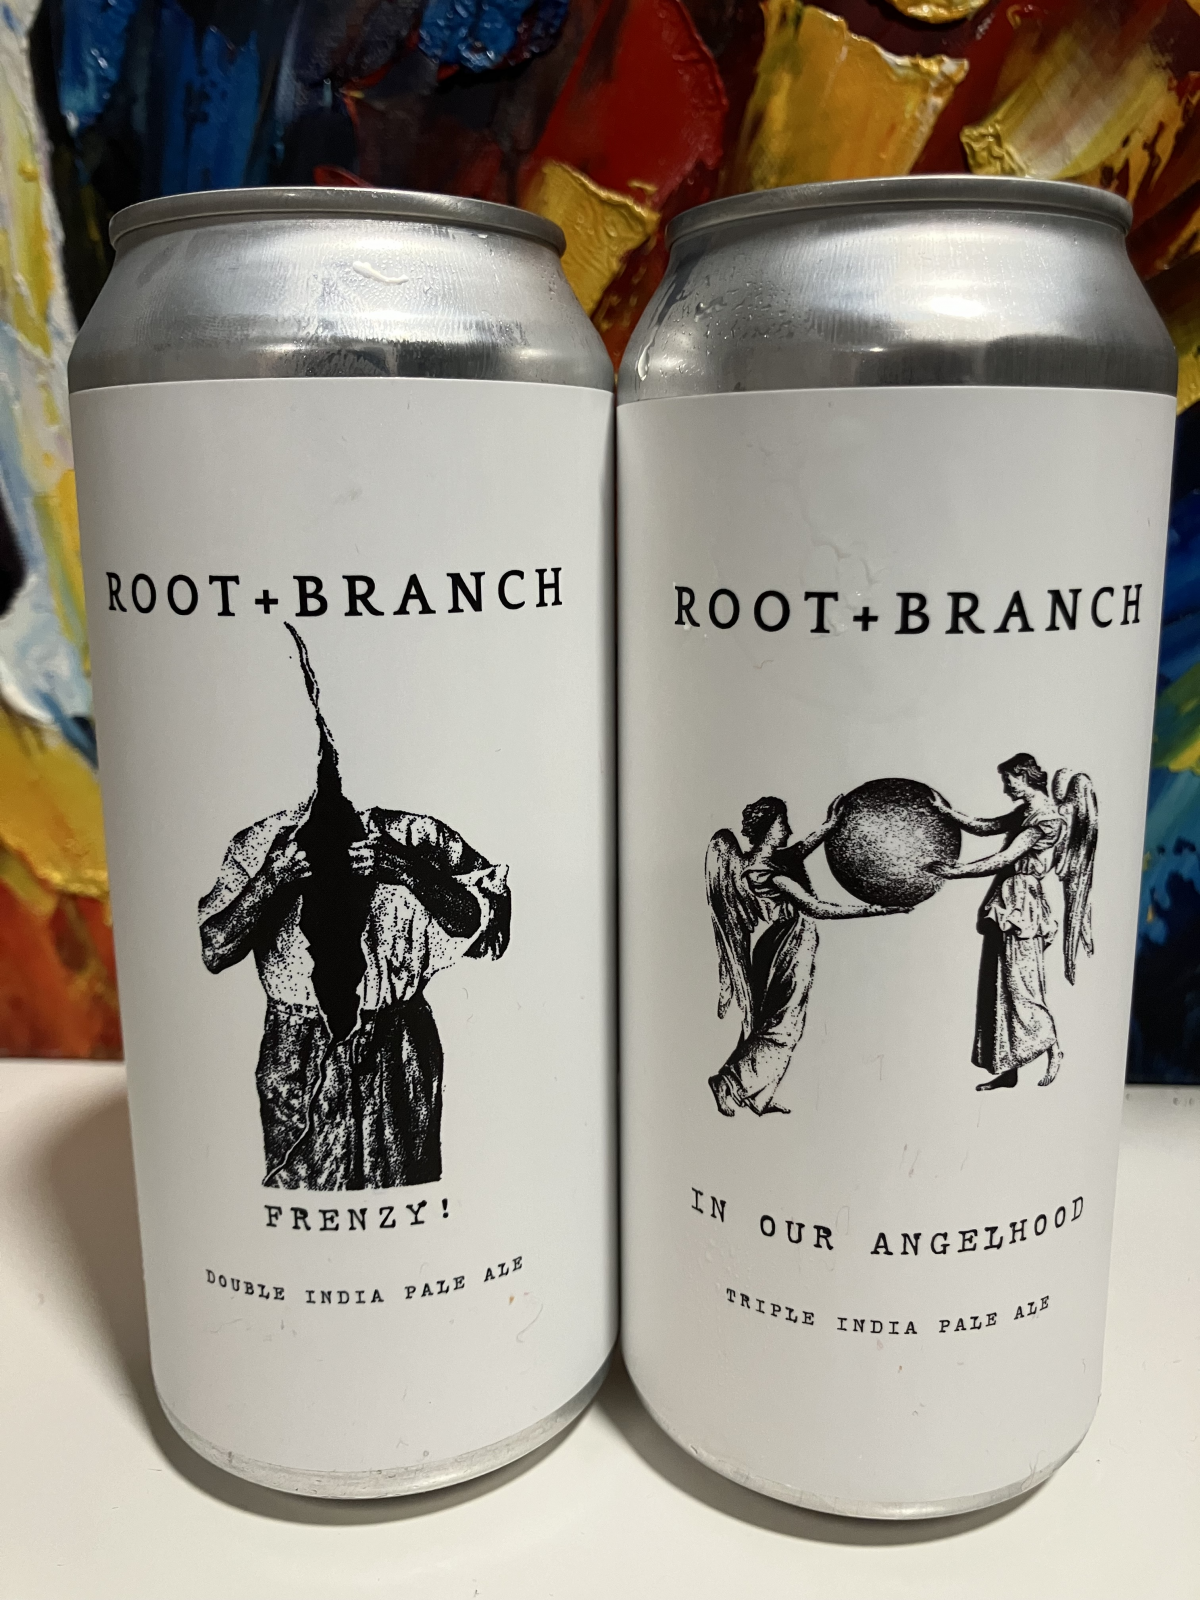 ROOT+BRANCH
FRENZY!
DOUBLE INDIA PALE ALE
ROOT+BRANCH
IN OUR ANGELHOOD
TRIPLE INDIA PALE ALE